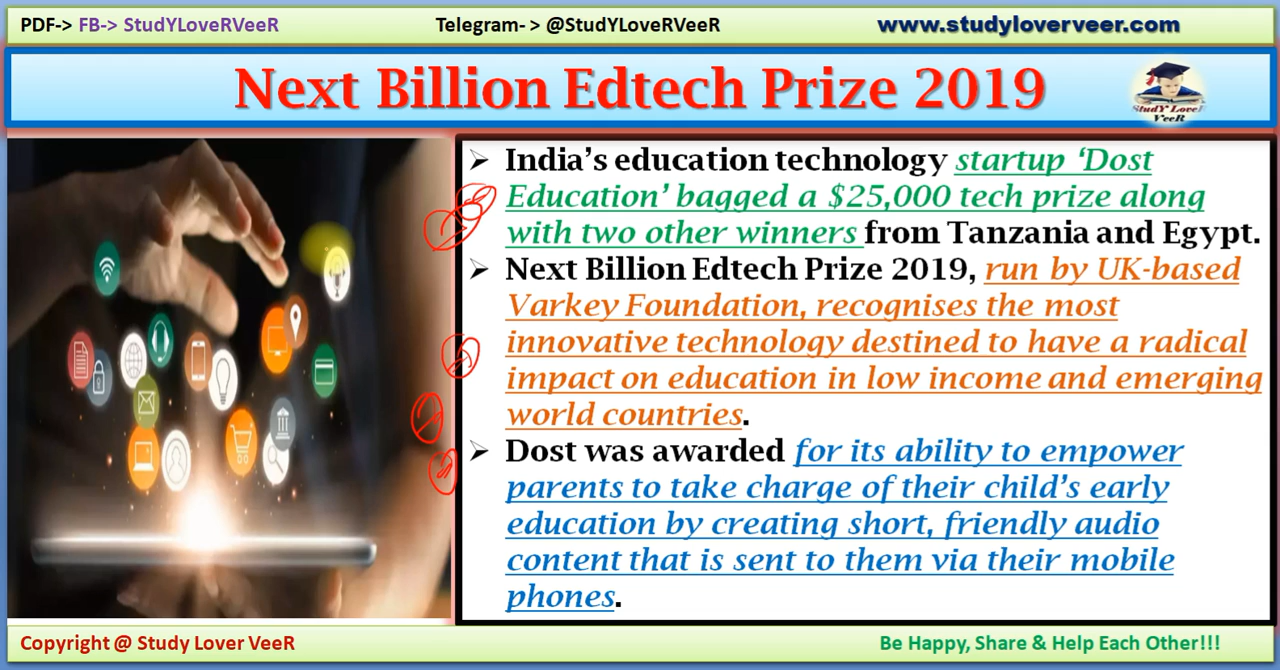 PDF-> FB-> StudYLoveRVeeR Telegram- > @StudYLoveRVeeR www.studyloverveer.com
Next Billion Edtech Prize 2019
StudY LoveR
VeeR
➢ India’s education technology startup ‘Dost
Education’ bagged a $25,000 tech prize along
with two other winners from Tanzania and Egypt.
➢ Next Billion Edtech Prize 2019, run by UK-based
Varkey Foundation, recognises the most
innovative technology destined to have a radical
impact on education in low income and emerging
world countries.
➢ Dost was awarded for its ability to empower
parents to take charge of their child’s early
education by creating short, friendly audio
content that is sent to them via their mobile
phones.
Copyright @ Study Lover VeeR Be Happy, Share & Help Each Other!!!